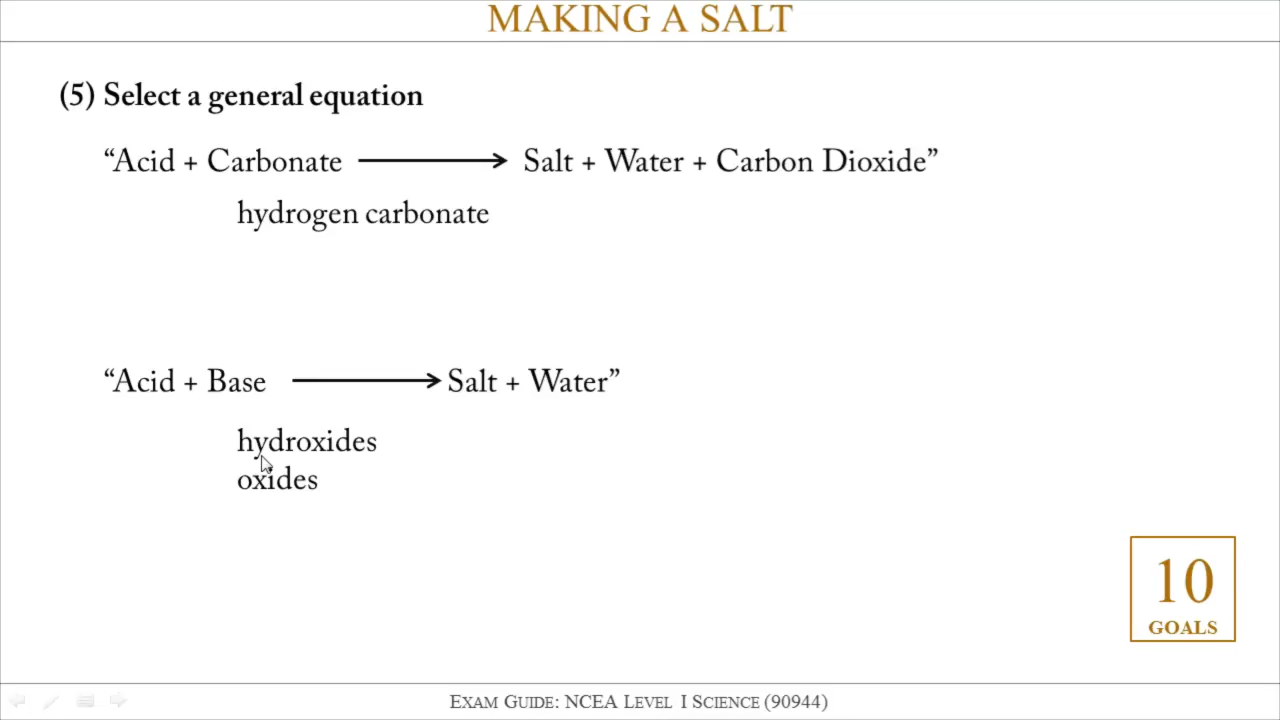 MAKING A SALT
(5) Select a general equation
“Acid + Carbonate ⟶ Salt + Water + Carbon Dioxide”
hydrogen carbonate
“Acid + Base ⟶ Salt + Water”
hydroxides
oxides
10
GOALS
EXAM GUIDE: NCEA LEVEL 1 SCIENCE (90944)